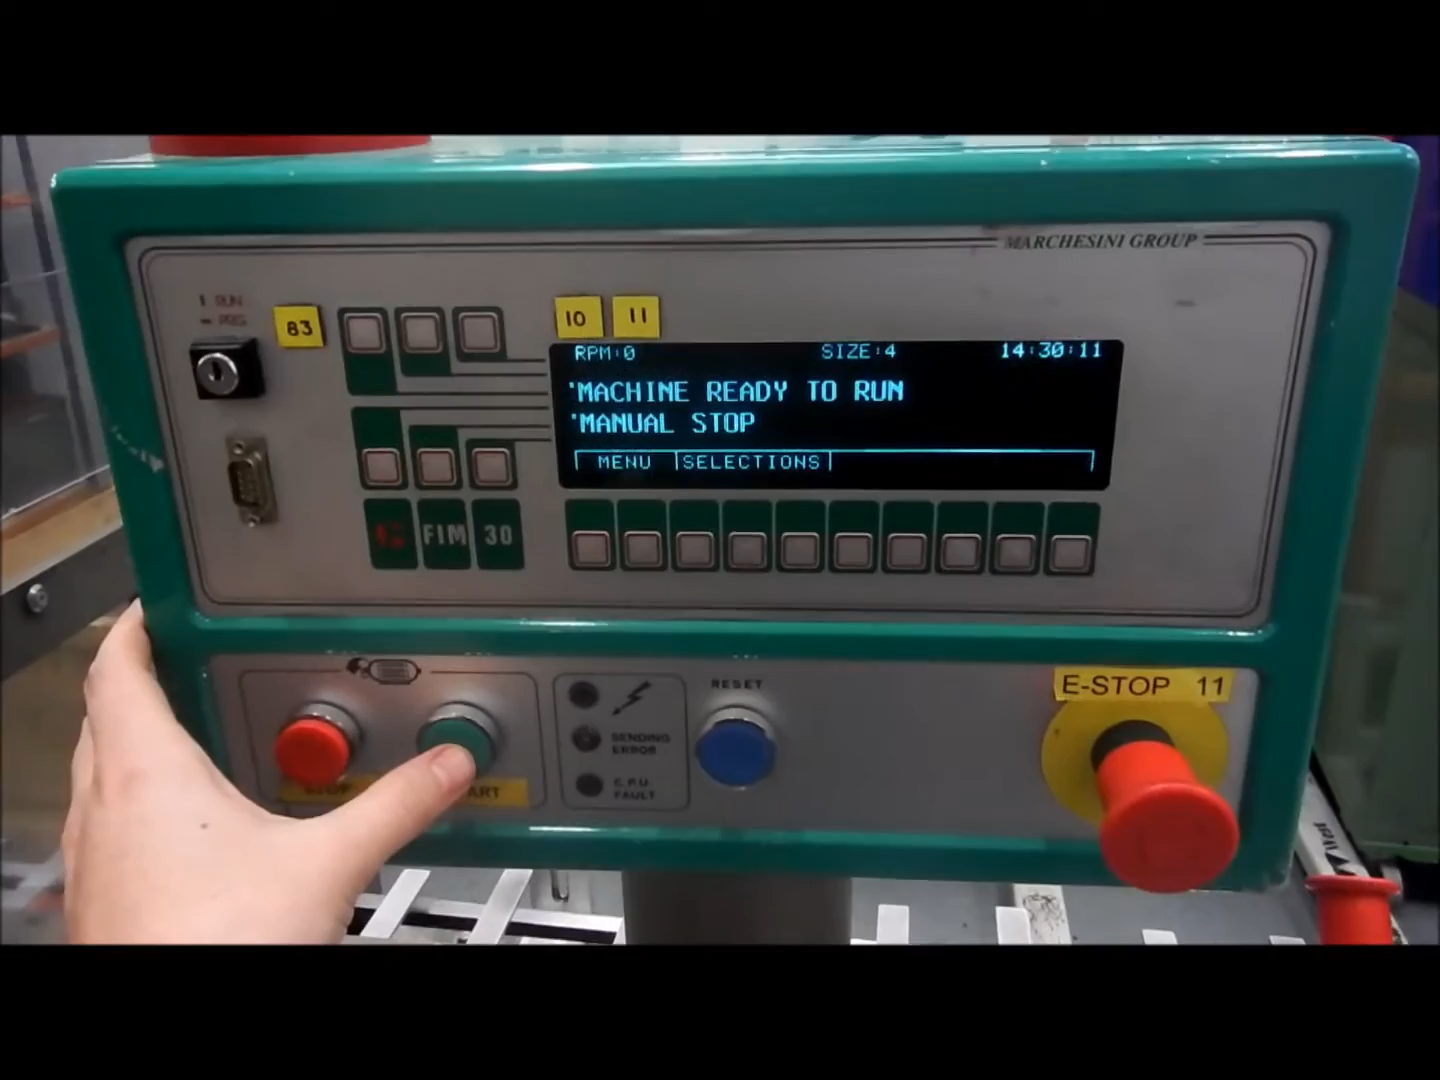 MARCHESINI GROUP
RUN
PRG
83
10
11
RPM:0 SIZE:4 14:30:11
'MACHINE READY TO RUN
'MANUAL STOP
MENU SELECTIONS
FIM 30
RESET
E-STOP 11
SENDING
ERROR
C.P.U.
FAULT